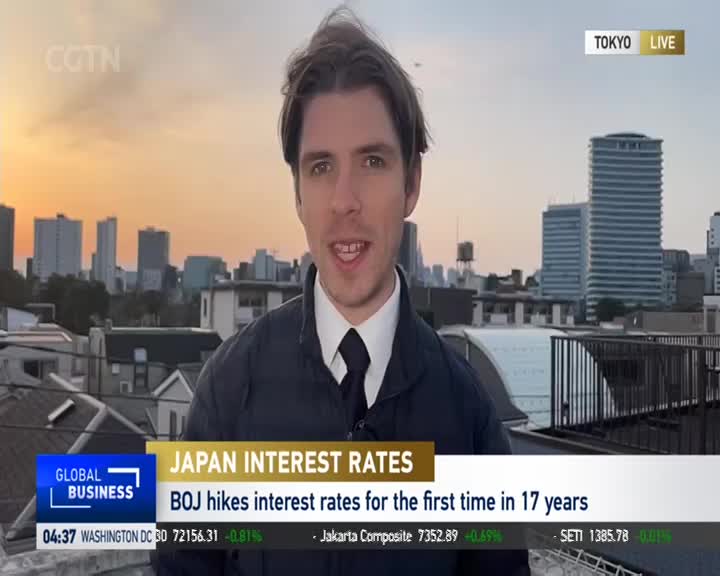 CGTN
TOKYO LIVE
JAPAN INTEREST RATES
GLOBAL
BUSINESS
BOJ hikes interest rates for the first time in 17 years
04:37 WASHINGTON DC 30 72156.31 -0.81% - Jakarta Composite 7352.89 +0.69% - SETI 1385.78 -0.01%